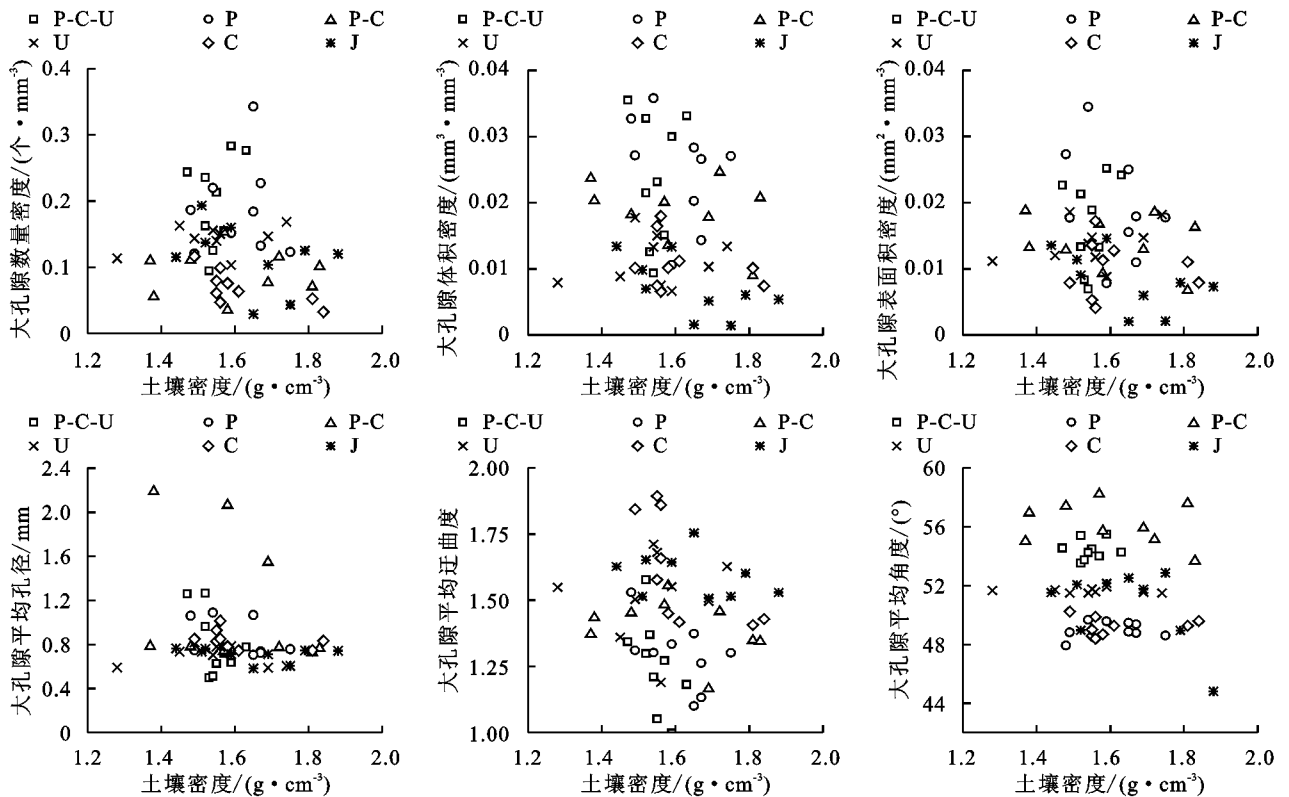 P-C-U P P-C
U C J
大孔隙数量密度/(个·mm⁻³)
0.4
0.3
0.2
0.1
0
1.2 1.4 1.6 1.8 2.0
土壤密度/(g·cm⁻³)
P-C-U P P-C
U C J
大孔隙体积密度/(mm³·mm⁻³)
0.04
0.03
0.02
0.01
0
1.2 1.4 1.6 1.8 2.0
土壤密度/(g·cm⁻³)
P-C-U P P-C
U C J
大孔隙表面积密度/(mm²·mm⁻³)
0.04
0.03
0.02
0.01
0
1.2 1.4 1.6 1.8 2.0
土壤密度/(g·cm⁻³)
P-C-U P P-C
U C J
大孔隙平均孔径/mm
2.4
2.0
1.6
1.2
0.8
0.4
0
1.2 1.4 1.6 1.8 2.0
土壤密度/(g·cm⁻³)
P-C-U P P-C
U C J
大孔隙平均迂曲度
2.00
1.75
1.50
1.25
1.00
1.2 1.4 1.6 1.8 2.0
土壤密度/(g·cm⁻³)
P-C-U P P-C
U C J
大孔隙平均角度/(°)
60
56
52
48
44
1.2 1.4 1.6 1.8 2.0
土壤密度/(g·cm⁻³)